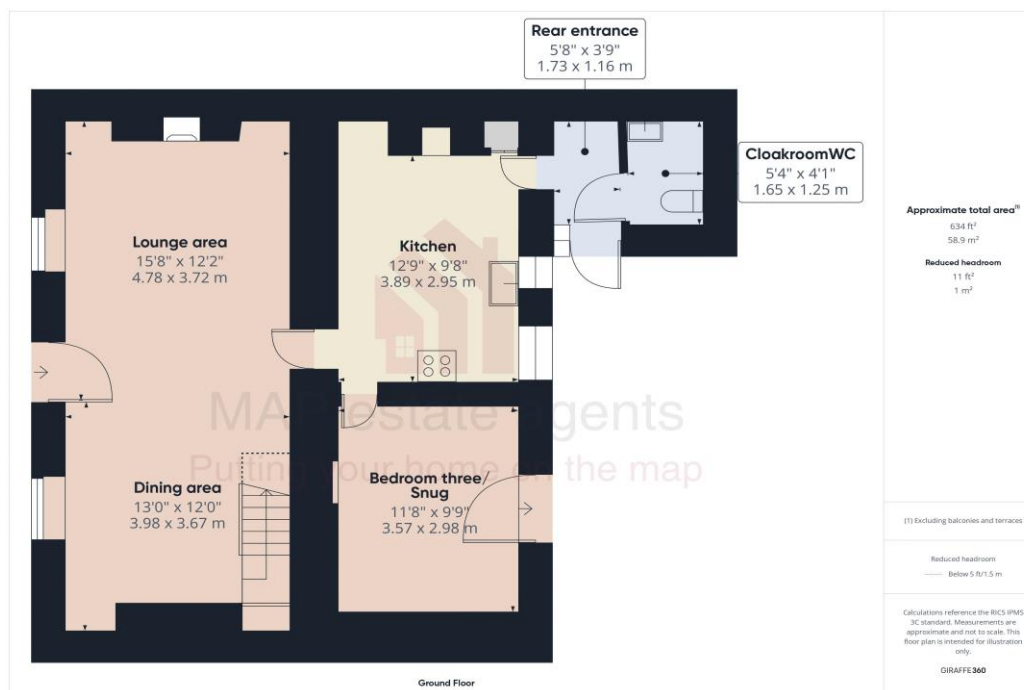 Rear entrance
5'8" x 3'9"
1.73 x 1.16 m
CloakroomWC
5'4" x 4'1"
1.65 x 1.25 m
Lounge area
15'8" x 12'2"
4.78 x 3.72 m
Kitchen
12'9" x 9'8"
3.89 x 2.95 m
MAP estate agents
Putting your home on the map
Dining area
13'0" x 12'0"
3.98 x 3.67 m
Bedroom three/
Snug
11'8" x 9'9"
3.57 x 2.98 m
Ground Floor
Approximate total area(1)
634 ft²
58.9 m²
Reduced headroom
11 ft²
1 m²
(1) Excluding balconies and terraces
Reduced headroom
Below 5 ft/1.5 m
Calculations reference the RICS IPMS
3C standard. Measurements are
approximate and not to scale. This
floor plan is intended for illustration
only.
GIRAFFE360